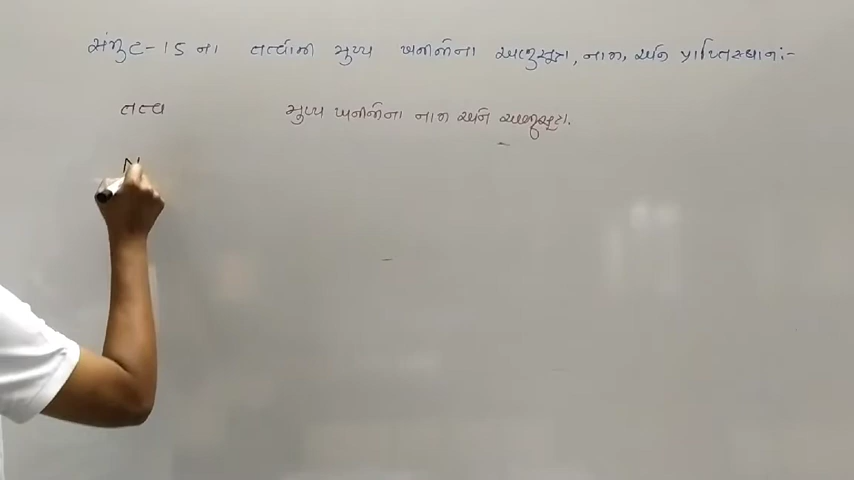 સમૂહ-15 ના તત્વોની મુખ્ય ખનીજોના અણુસૂત્ર, નામ, અને પ્રાપ્તિસ્થાન:-
તત્વ મુખ્ય ખનીજોના નામ અને અણુસૂત્ર.
N